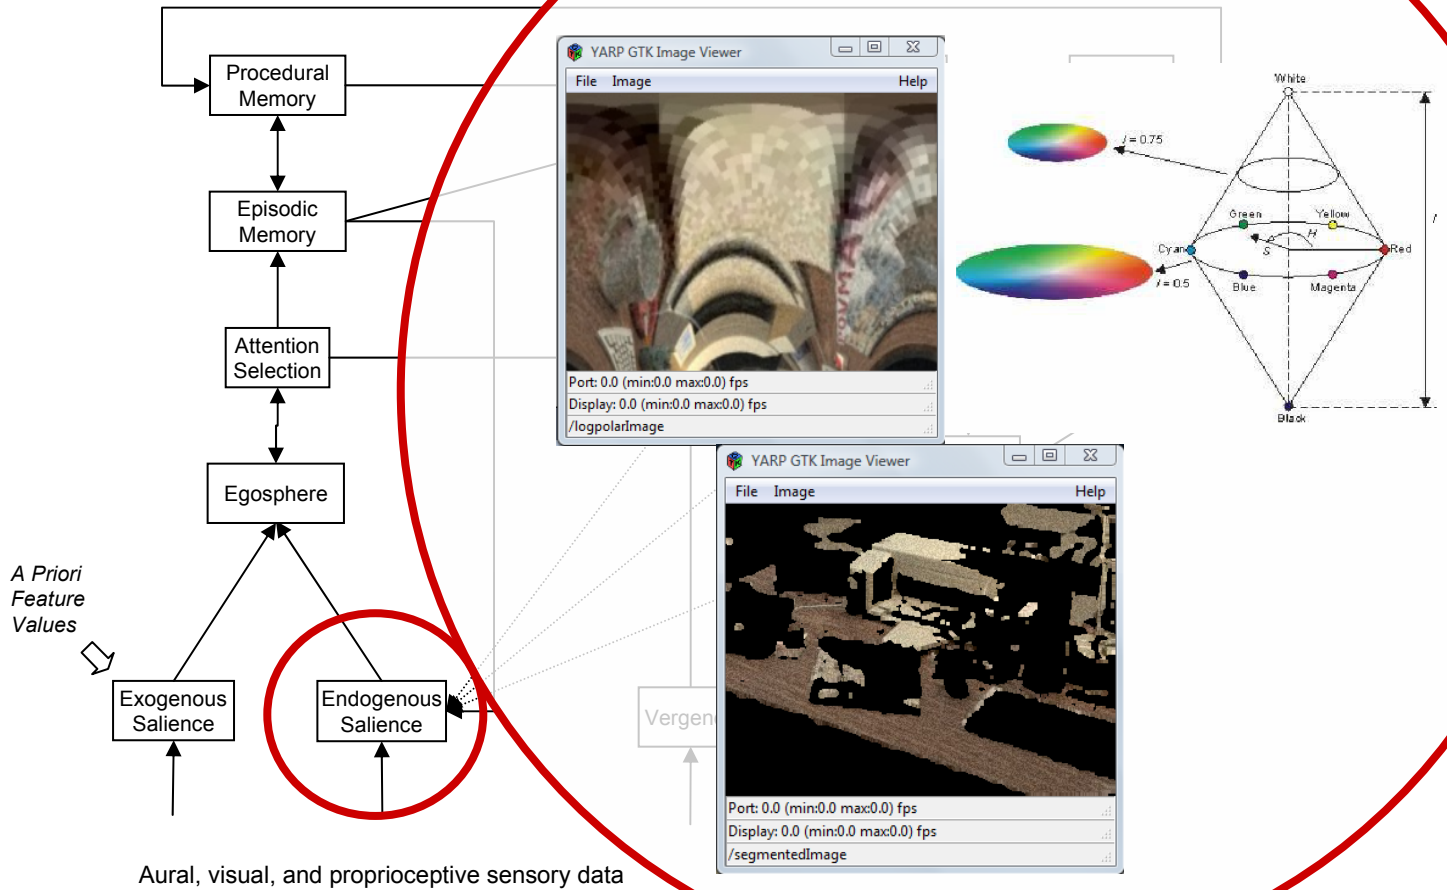 Procedural
Memory
Episodic
Memory
Attention
Selection
Egosphere
A Priori
Feature
Values
Exogenous
Salience
Endogenous
Salience
Aural, visual, and proprioceptive sensory data
YARP GTK Image Viewer
File Image Help
OVMA
Port: 0.0 (min:0.0 max:0.0) fps
Display: 0.0 (min:0.0 max:0.0) fps
/logpolarImage
White
I = 0.75
Green
Yellow
H
S
Cyan
Red
I = 0.5
Blue
Magenta
Black
YARP GTK Image Viewer
File Image Help
Port: 0.0 (min:0.0 max:0.0) fps
Display: 0.0 (min:0.0 max:0.0) fps
/segmentedImage